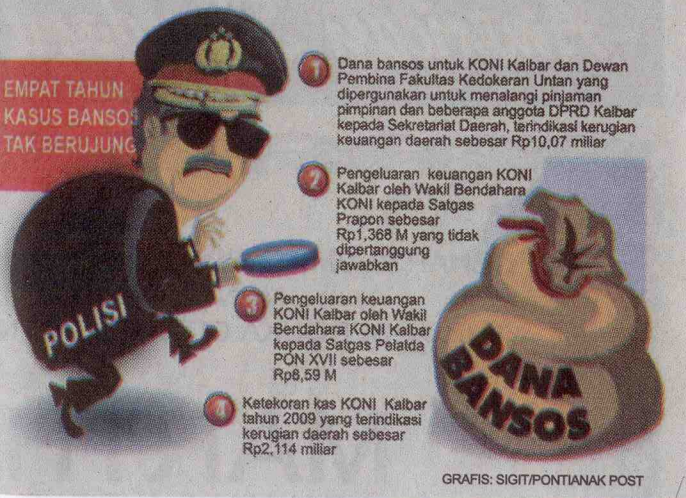 EMPAT TAHUN
KASUS BANSOS
TAK BERUJUNG
1
Dana bansos untuk KONI Kalbar dan Dewan
Pembina Fakultas Kedokeran Untan yang
dipergunakan untuk menalangi pinjaman
pimpinan dan beberapa anggota DPRD Kalbar
kepada Sekretariat Daerah, terindikasi kerugian
keuangan daerah sebesar Rp10,07 miliar
2
Pengeluaran keuangan KONI
Kalbar oleh Wakil Bendahara
KONI kepada Satgas
Prapon sebesar
Rp1,368 M yang tidak
dipertanggung
jawabkan
3
Pengeluaran keuangan
KONI Kalbar oleh Wakil
Bendahara KONI Kalbar
kepada Satgas Pelatda
PON XVII sebesar
Rp8,59 M
4
Ketekoran kas KONI Kalbar
tahun 2009 yang terindikasi
kerugian daerah sebesar
Rp2,114 miliar
POLISI
DANA
BANSOS
GRAFIS: SIGIT/PONTIANAK POST